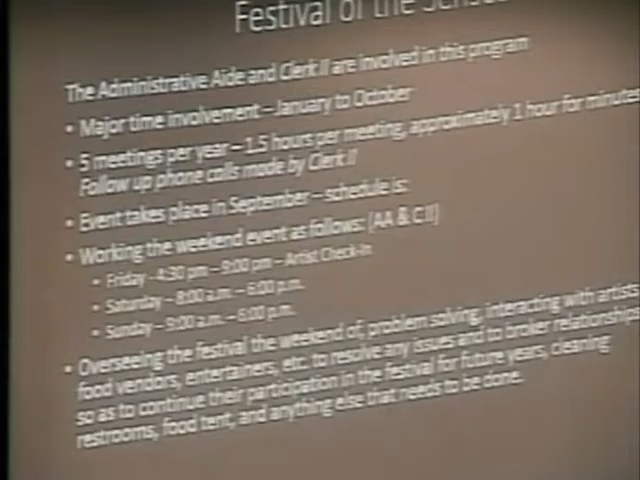 Festival of the Senses
The Administrative Aide and Clerk II are involved in this program
• Major time involvement – January to October
• 5 meetings per year – 1.5 hours per meeting, approximately 1 hour for minutes
Follow up phone calls made by Clerk II
• Event takes place in September – schedule is:
• Working the weekend event as follows: (AA & C II)
• Friday - 4:30 pm – 9:00 pm – Artist Check-In
• Saturday – 8:00 a.m. – 6:00 p.m.
• Sunday – 9:00 a.m. – 6:00 p.m.
• Overseeing the festival the weekend of, problem solving, interacting with artists
food vendors, entertainers, etc. to resolve any issues and to broker relationships
so as to continue their participation in the festival for future years, cleaning
restrooms, food tent, and anything else that needs to be done.